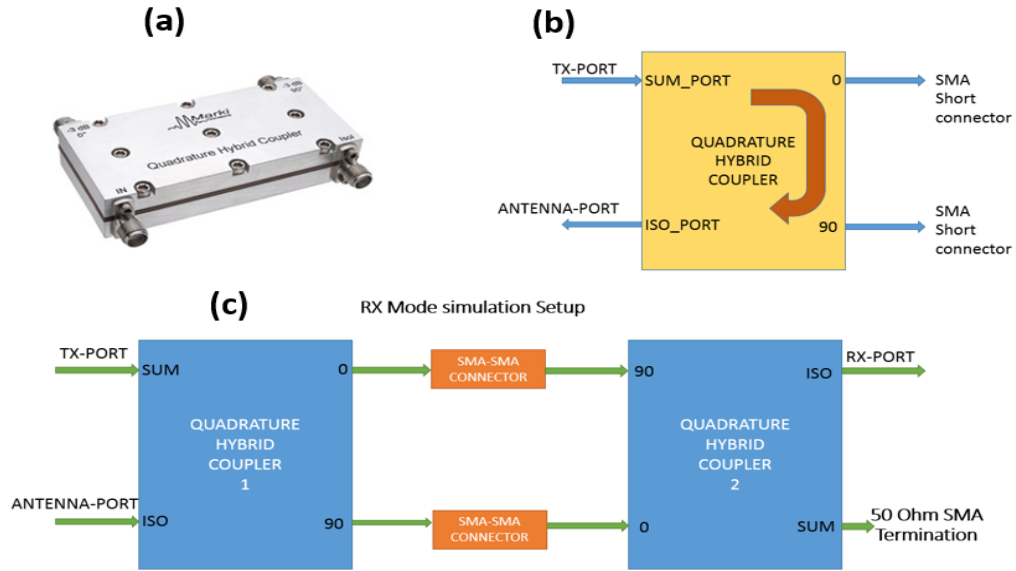 (a)
-3 dB
0°
-3 dB
90°
Marki
Quadrature Hybrid Coupler
IN
Isol
(b)
TX-PORT
SUM_PORT
0
SMA
Short
connector
QUADRATURE
HYBRID
COUPLER
ANTENNA-PORT
ISO_PORT
90
SMA
Short
connector
(c)
RX Mode simulation Setup
TX-PORT
SUM
0
SMA-SMA
CONNECTOR
90
ISO
RX-PORT
QUADRATURE
HYBRID
COUPLER
1
QUADRATURE
HYBRID
COUPLER
2
ANTENNA-PORT
ISO
90
SMA-SMA
CONNECTOR
0
SUM
50 Ohm SMA
Termination